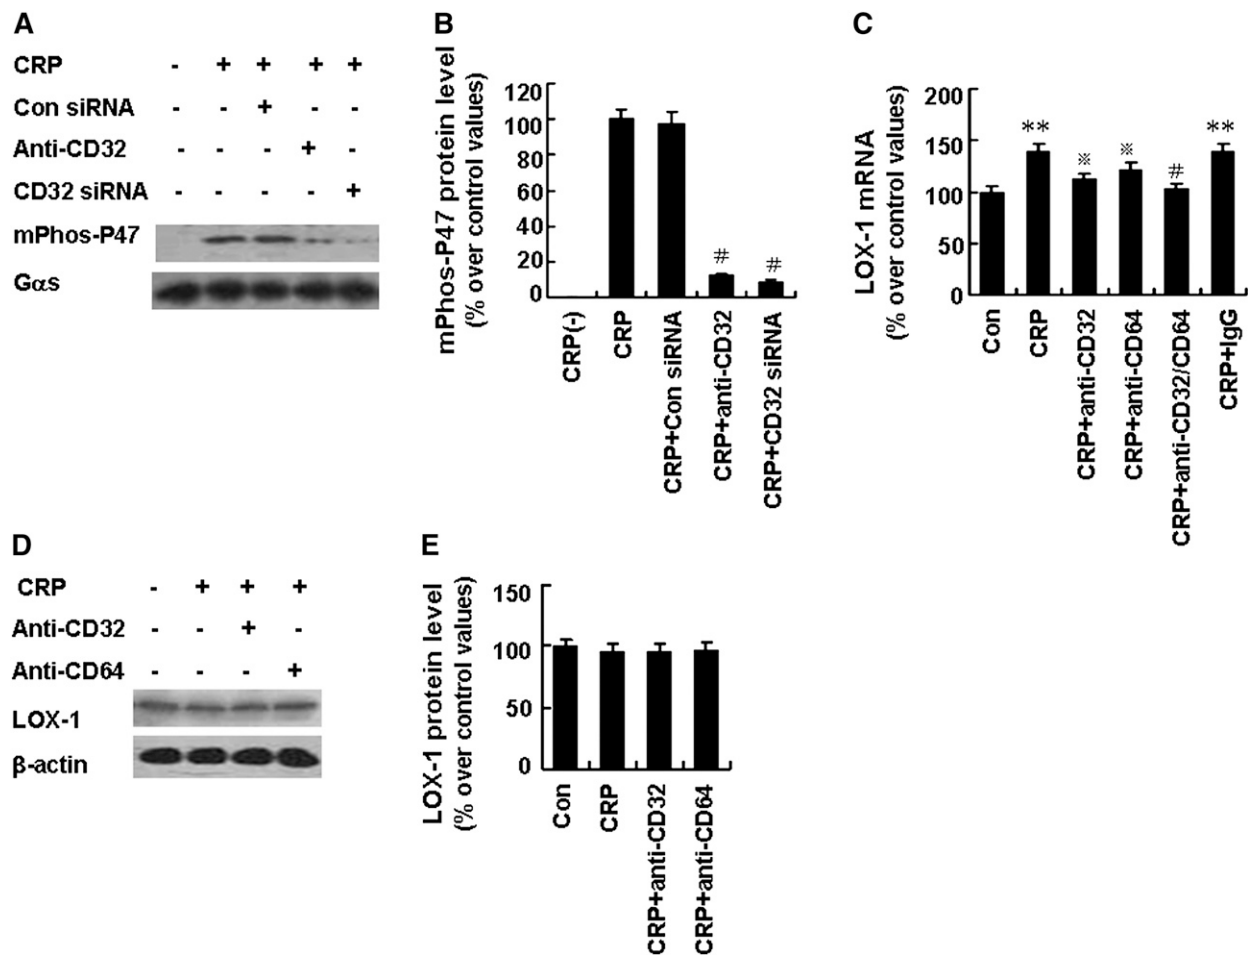 A
CRP - + + + +
Con siRNA - - + - -
Anti-CD32 - - - + -
CD32 siRNA - - - - +
mPhos-P47
Gαs
B
mPhos-P47 protein level
(% over control values)
120
100
80
60
40
20
0
# #
CRP(-)
CRP
CRP+Con siRNA
CRP+anti-CD32
CRP+CD32 siRNA
C
LOX-1 mRNA
(% over control values)
200
150
100
50
0
** ※ ※ # **
Con
CRP
CRP+anti-CD32
CRP+anti-CD64
CRP+anti-CD32/CD64
CRP+IgG
D
CRP - + + +
Anti-CD32 - - + -
Anti-CD64 - - - +
LOX-1
β-actin
E
LOX-1 protein level
(% over control values)
150
100
50
0
Con
CRP
CRP+anti-CD32
CRP+anti-CD64